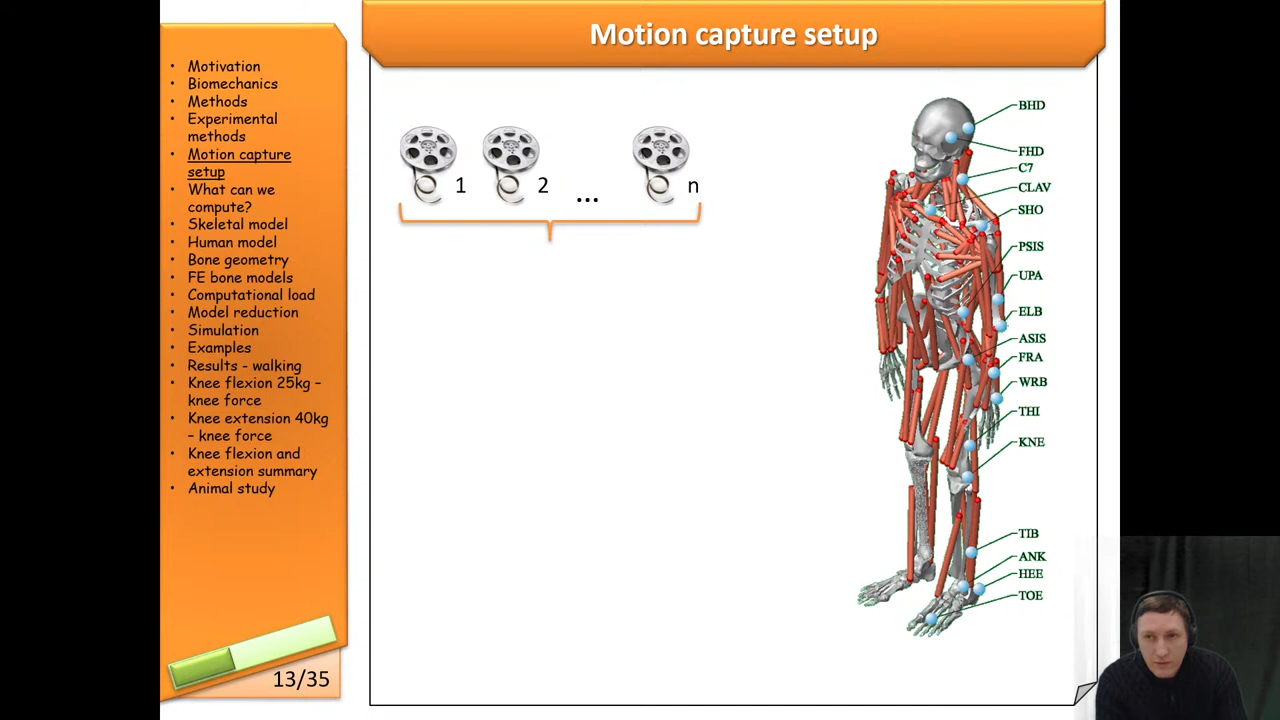 Motion capture setup
• Motivation
• Biomechanics
• Methods
• Experimental
methods
• Motion capture
setup
• What can we
compute?
• Skeletal model
• Human model
• Bone geometry
• FE bone models
• Computational load
• Model reduction
• Simulation
• Examples
• Results - walking
• Knee flexion 25kg –
knee force
• Knee extension 40kg
– knee force
• Knee flexion and
extension summary
• Animal study
13/35
1 2 ... n
BHD
FHD
C7
CLAV
SHO
PSIS
UPA
ELB
ASIS
FRA
WRB
THI
KNE
TIB
ANK
HEE
TOE